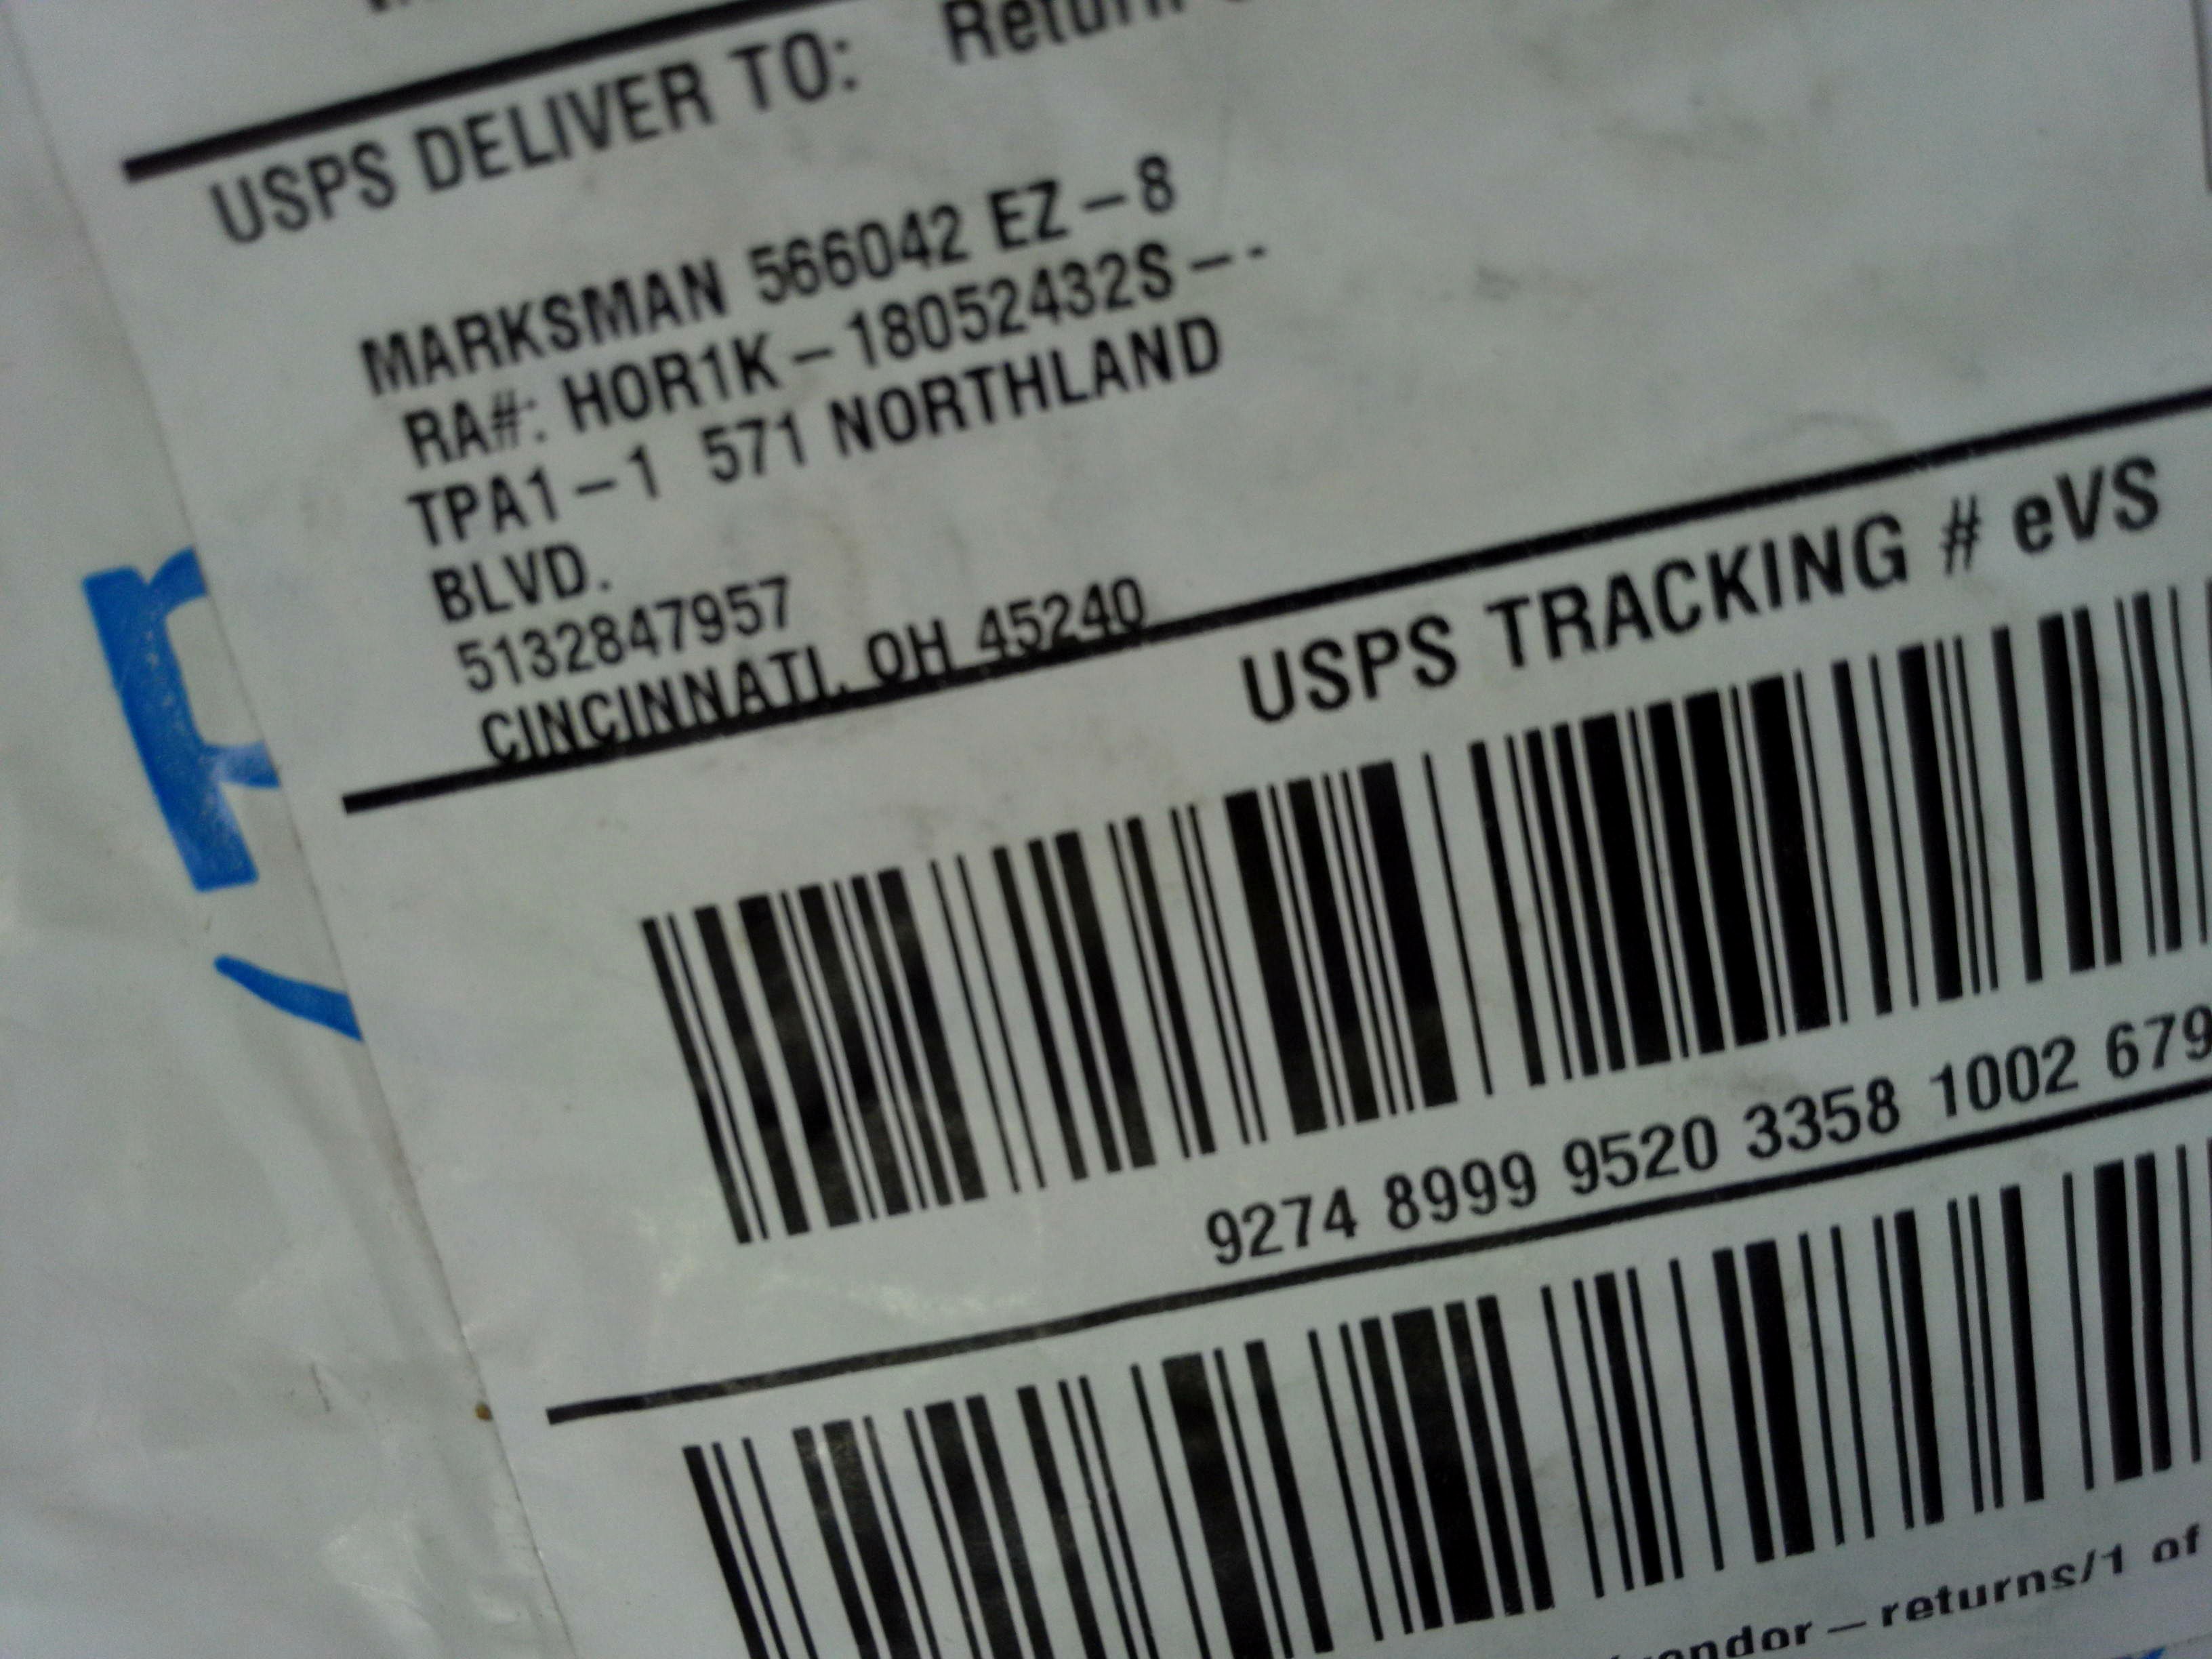 USPS DELIVER TO: Return
MARKSMAN 566042 EZ – 8
RA#: HOR1K – 18052432S – -
TPA1 – 1 571 NORTHLAND
BLVD.
5132847957
CINCINNATI, OH 45240
USPS TRACKING # eVS
9274 8999 9520 3358 1002 679
– returns/1 of